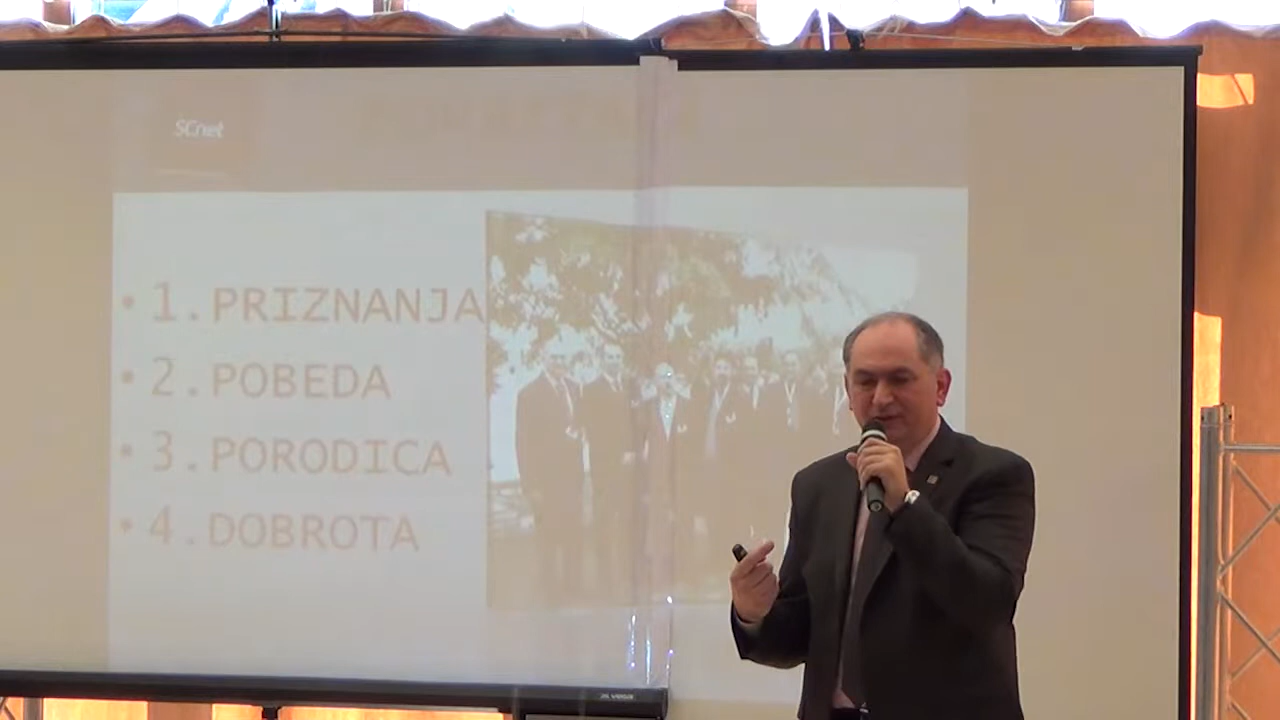 SCnet
• 1.PRIZNANJA
• 2.POBEDA
• 3.PORODICA
• 4.DOBROTA